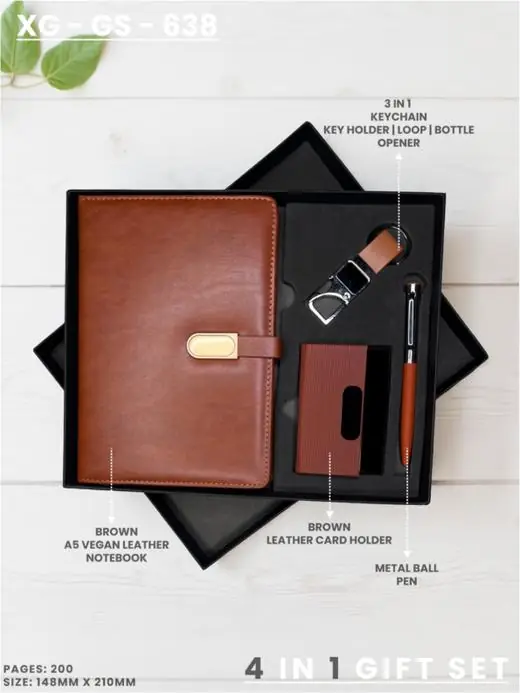 XG - GS - 638
3 IN 1
KEYCHAIN
KEY HOLDER | LOOP | BOTTLE
OPENER
BROWN
A5 VEGAN LEATHER
NOTEBOOK
BROWN
LEATHER CARD HOLDER
METAL BALL
PEN
PAGES: 200
SIZE: 148MM X 210MM
4 IN 1 GIFT SET